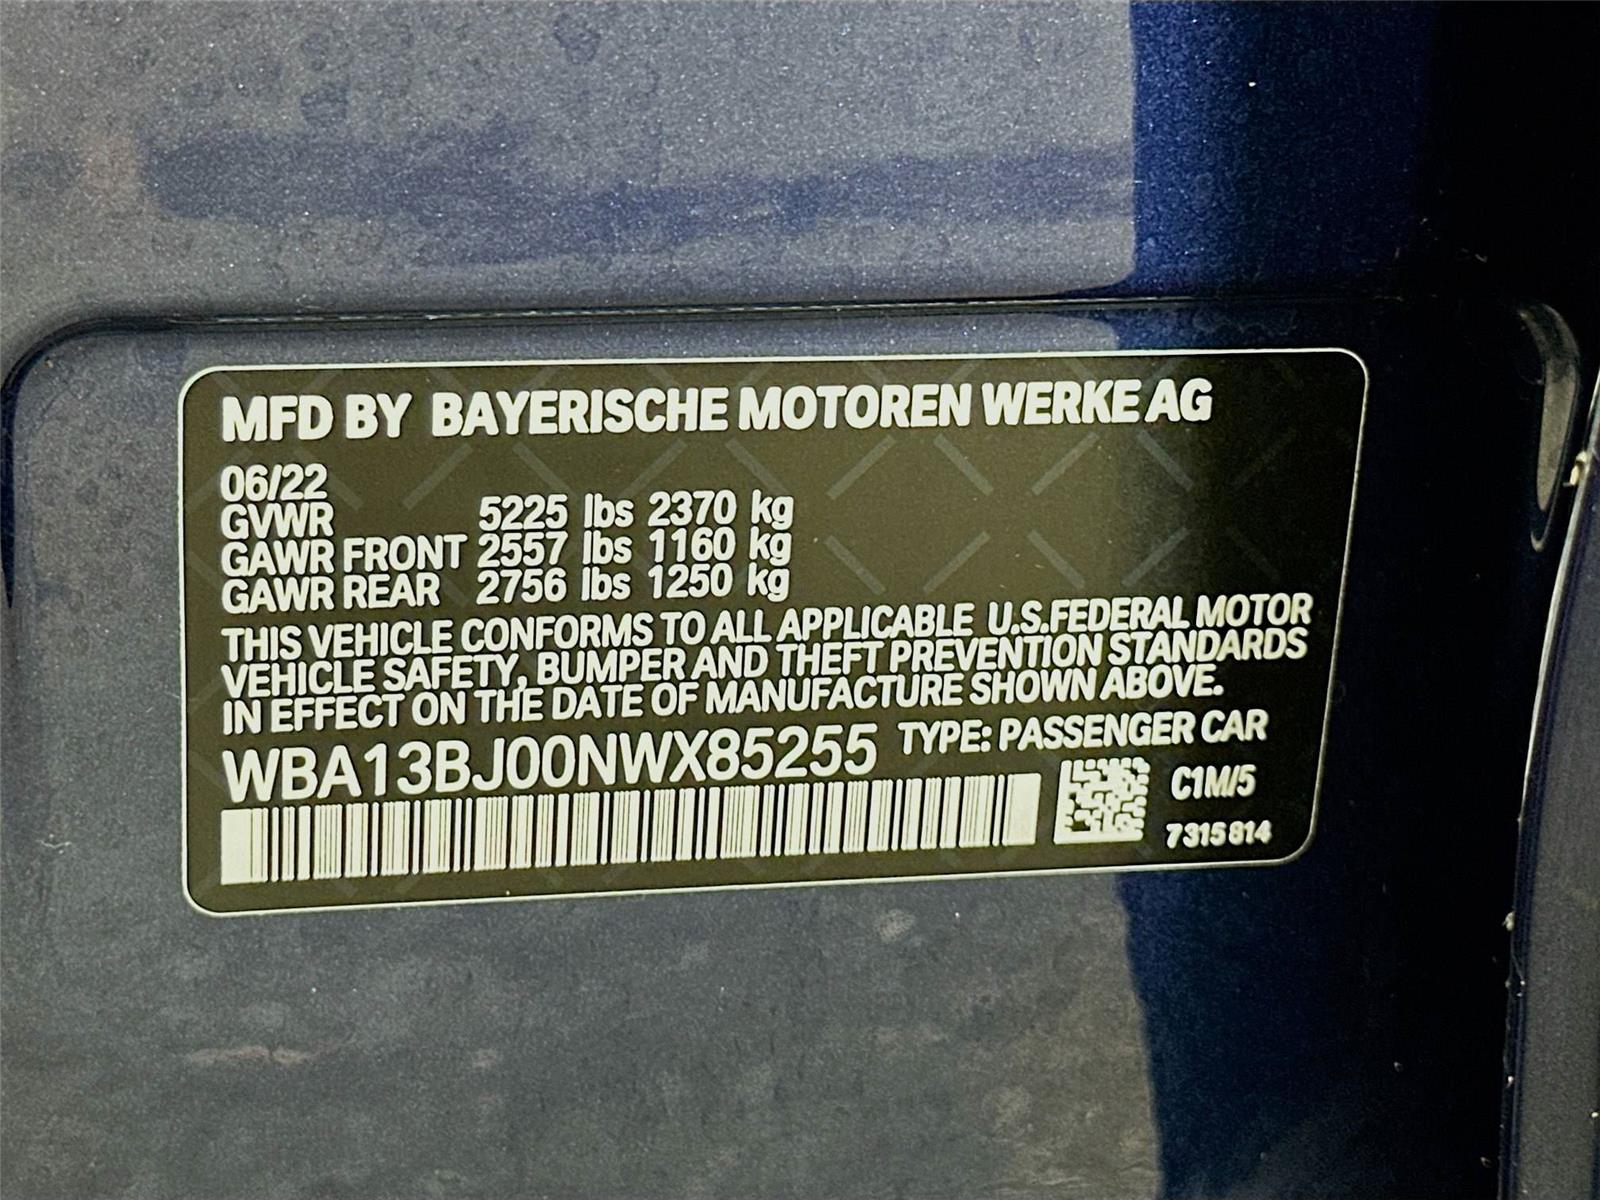 MFD BY BAYERISCHE MOTOREN WERKE AG
06/22
GVWR 5225 lbs 2370 kg
GAWR FRONT 2557 lbs 1160 kg
GAWR REAR 2756 lbs 1250 kg
THIS VEHICLE CONFORMS TO ALL APPLICABLE U.S.FEDERAL MOTOR
VEHICLE SAFETY, BUMPER AND THEFT PREVENTION STANDARDS
IN EFFECT ON THE DATE OF MANUFACTURE SHOWN ABOVE.
WBA13BJ00NWX85255 TYPE: PASSENGER CAR
C1M/5
7315814